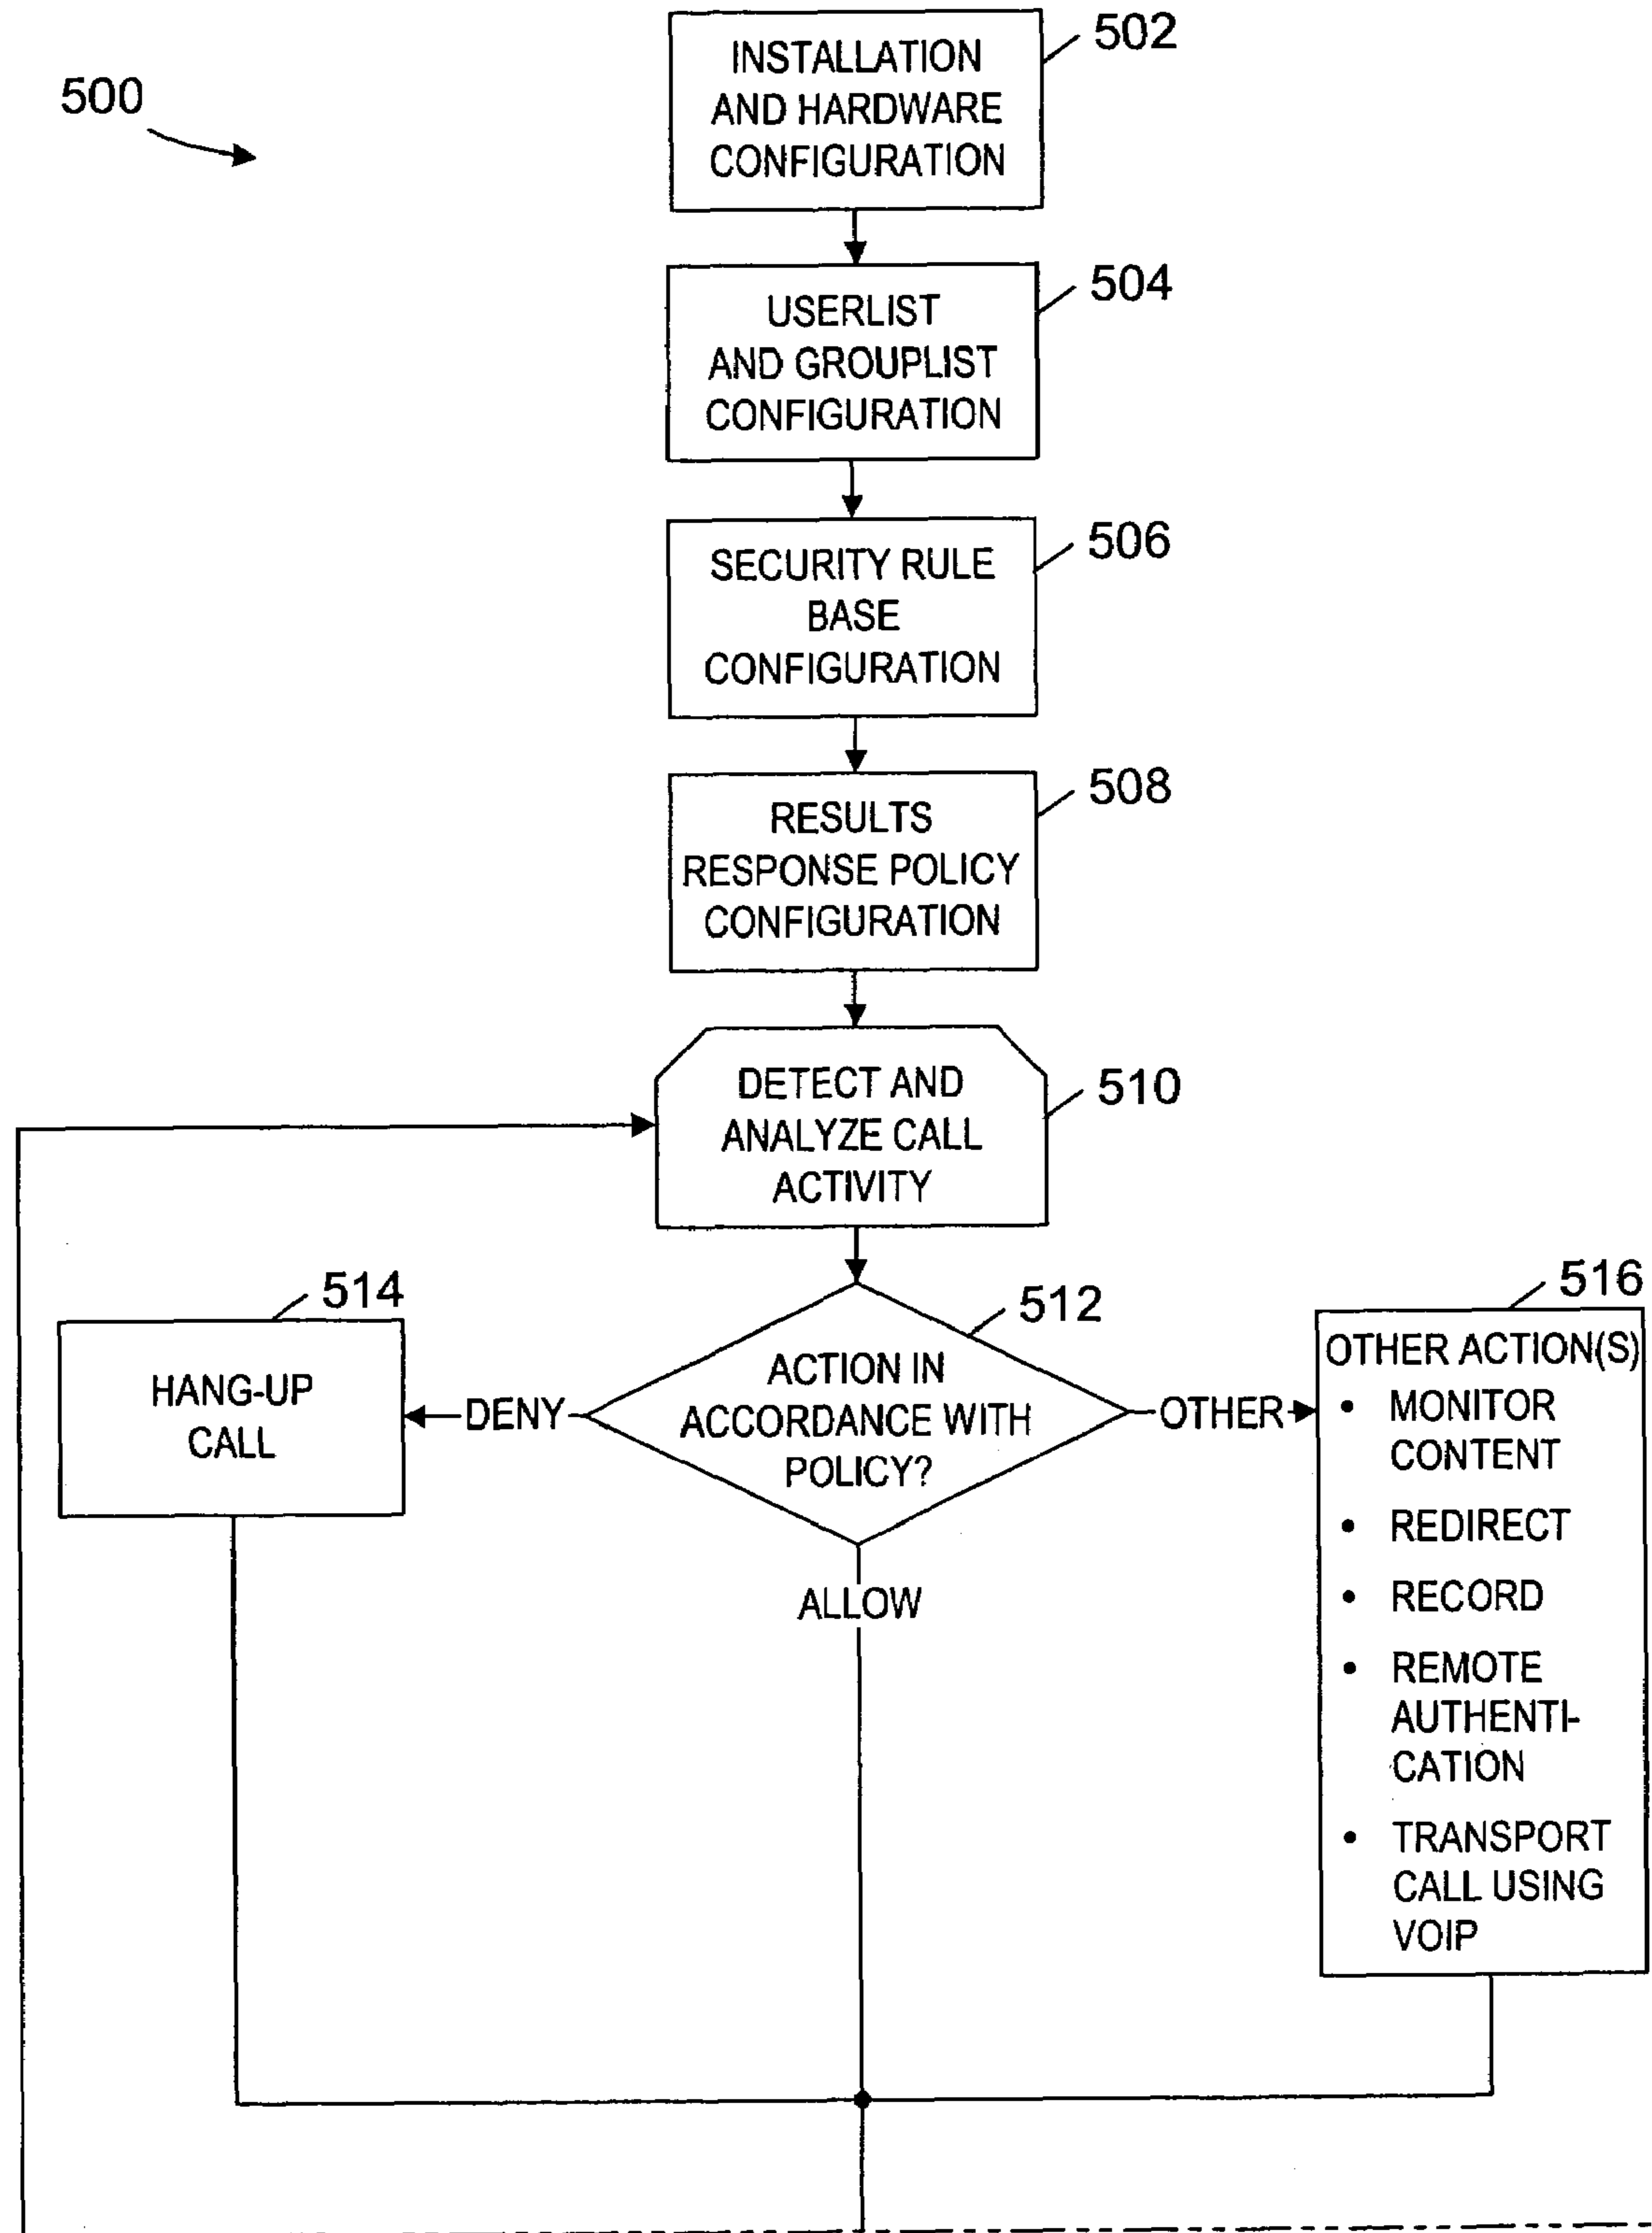 500
INSTALLATION
AND HARDWARE
CONFIGURATION
502
USERLIST
AND GROUPLIST
CONFIGURATION
504
SECURITY RULE
BASE
CONFIGURATION
506
RESULTS
RESPONSE POLICY
CONFIGURATION
508
DETECT AND
ANALYZE CALL
ACTIVITY
510
ACTION IN
ACCORDANCE WITH
POLICY?
512
DENY
HANG-UP
CALL
514
ALLOW
OTHER
516
OTHER ACTION(S)
• MONITOR
CONTENT
• REDIRECT
• RECORD
• REMOTE
AUTHENTI-
CATION
• TRANSPORT
CALL USING
VOIP